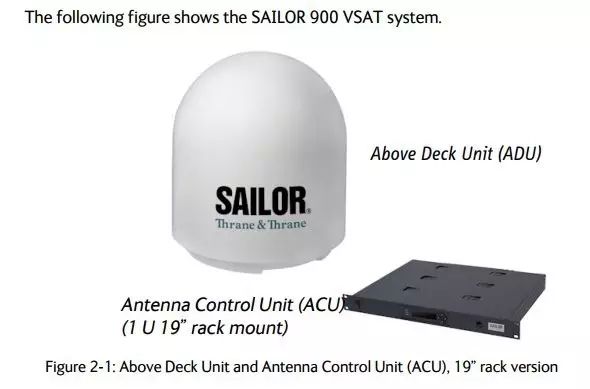 The following figure shows the SAILOR 900 VSAT system.
Above Deck Unit (ADU)
SAILOR®
Thrane & Thrane
Antenna Control Unit (ACU)
(1 U 19” rack mount)
SAILOR
Figure 2-1: Above Deck Unit and Antenna Control Unit (ACU), 19” rack version